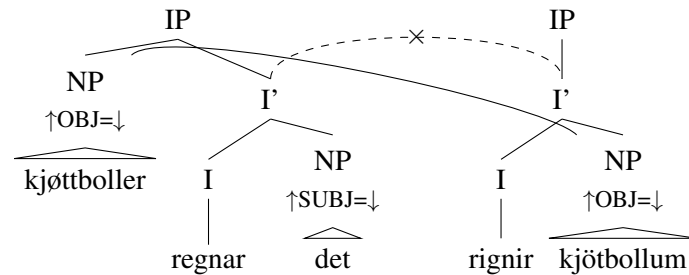 IP IP
NP I' I'
↑OBJ=↓
kjøttboller I NP I NP
↑SUBJ=↓ ↑OBJ=↓
regnar det rignir kjötbollum